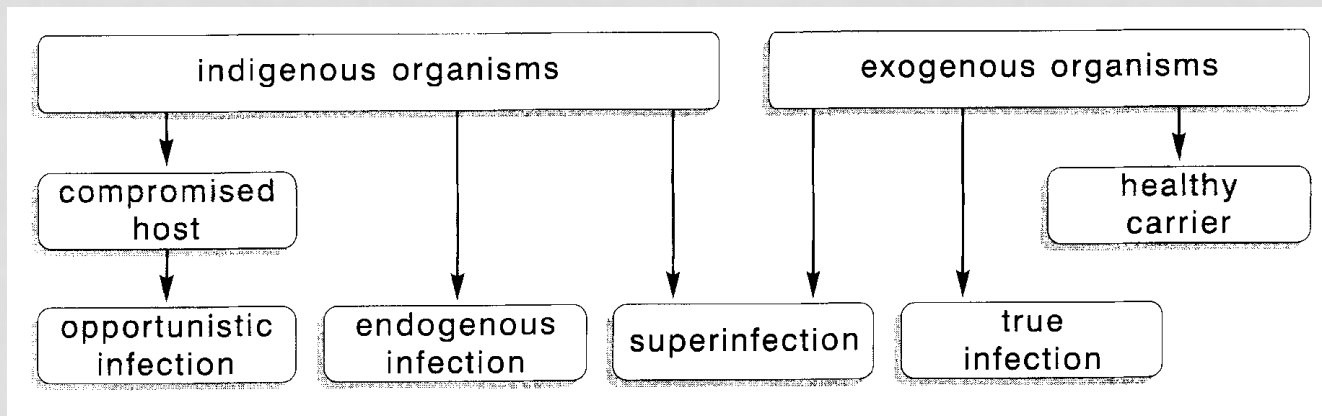 indigenous organisms
exogenous organisms
compromised
host
healthy
carrier
opportunistic
infection
endogenous
infection
superinfection
true
infection